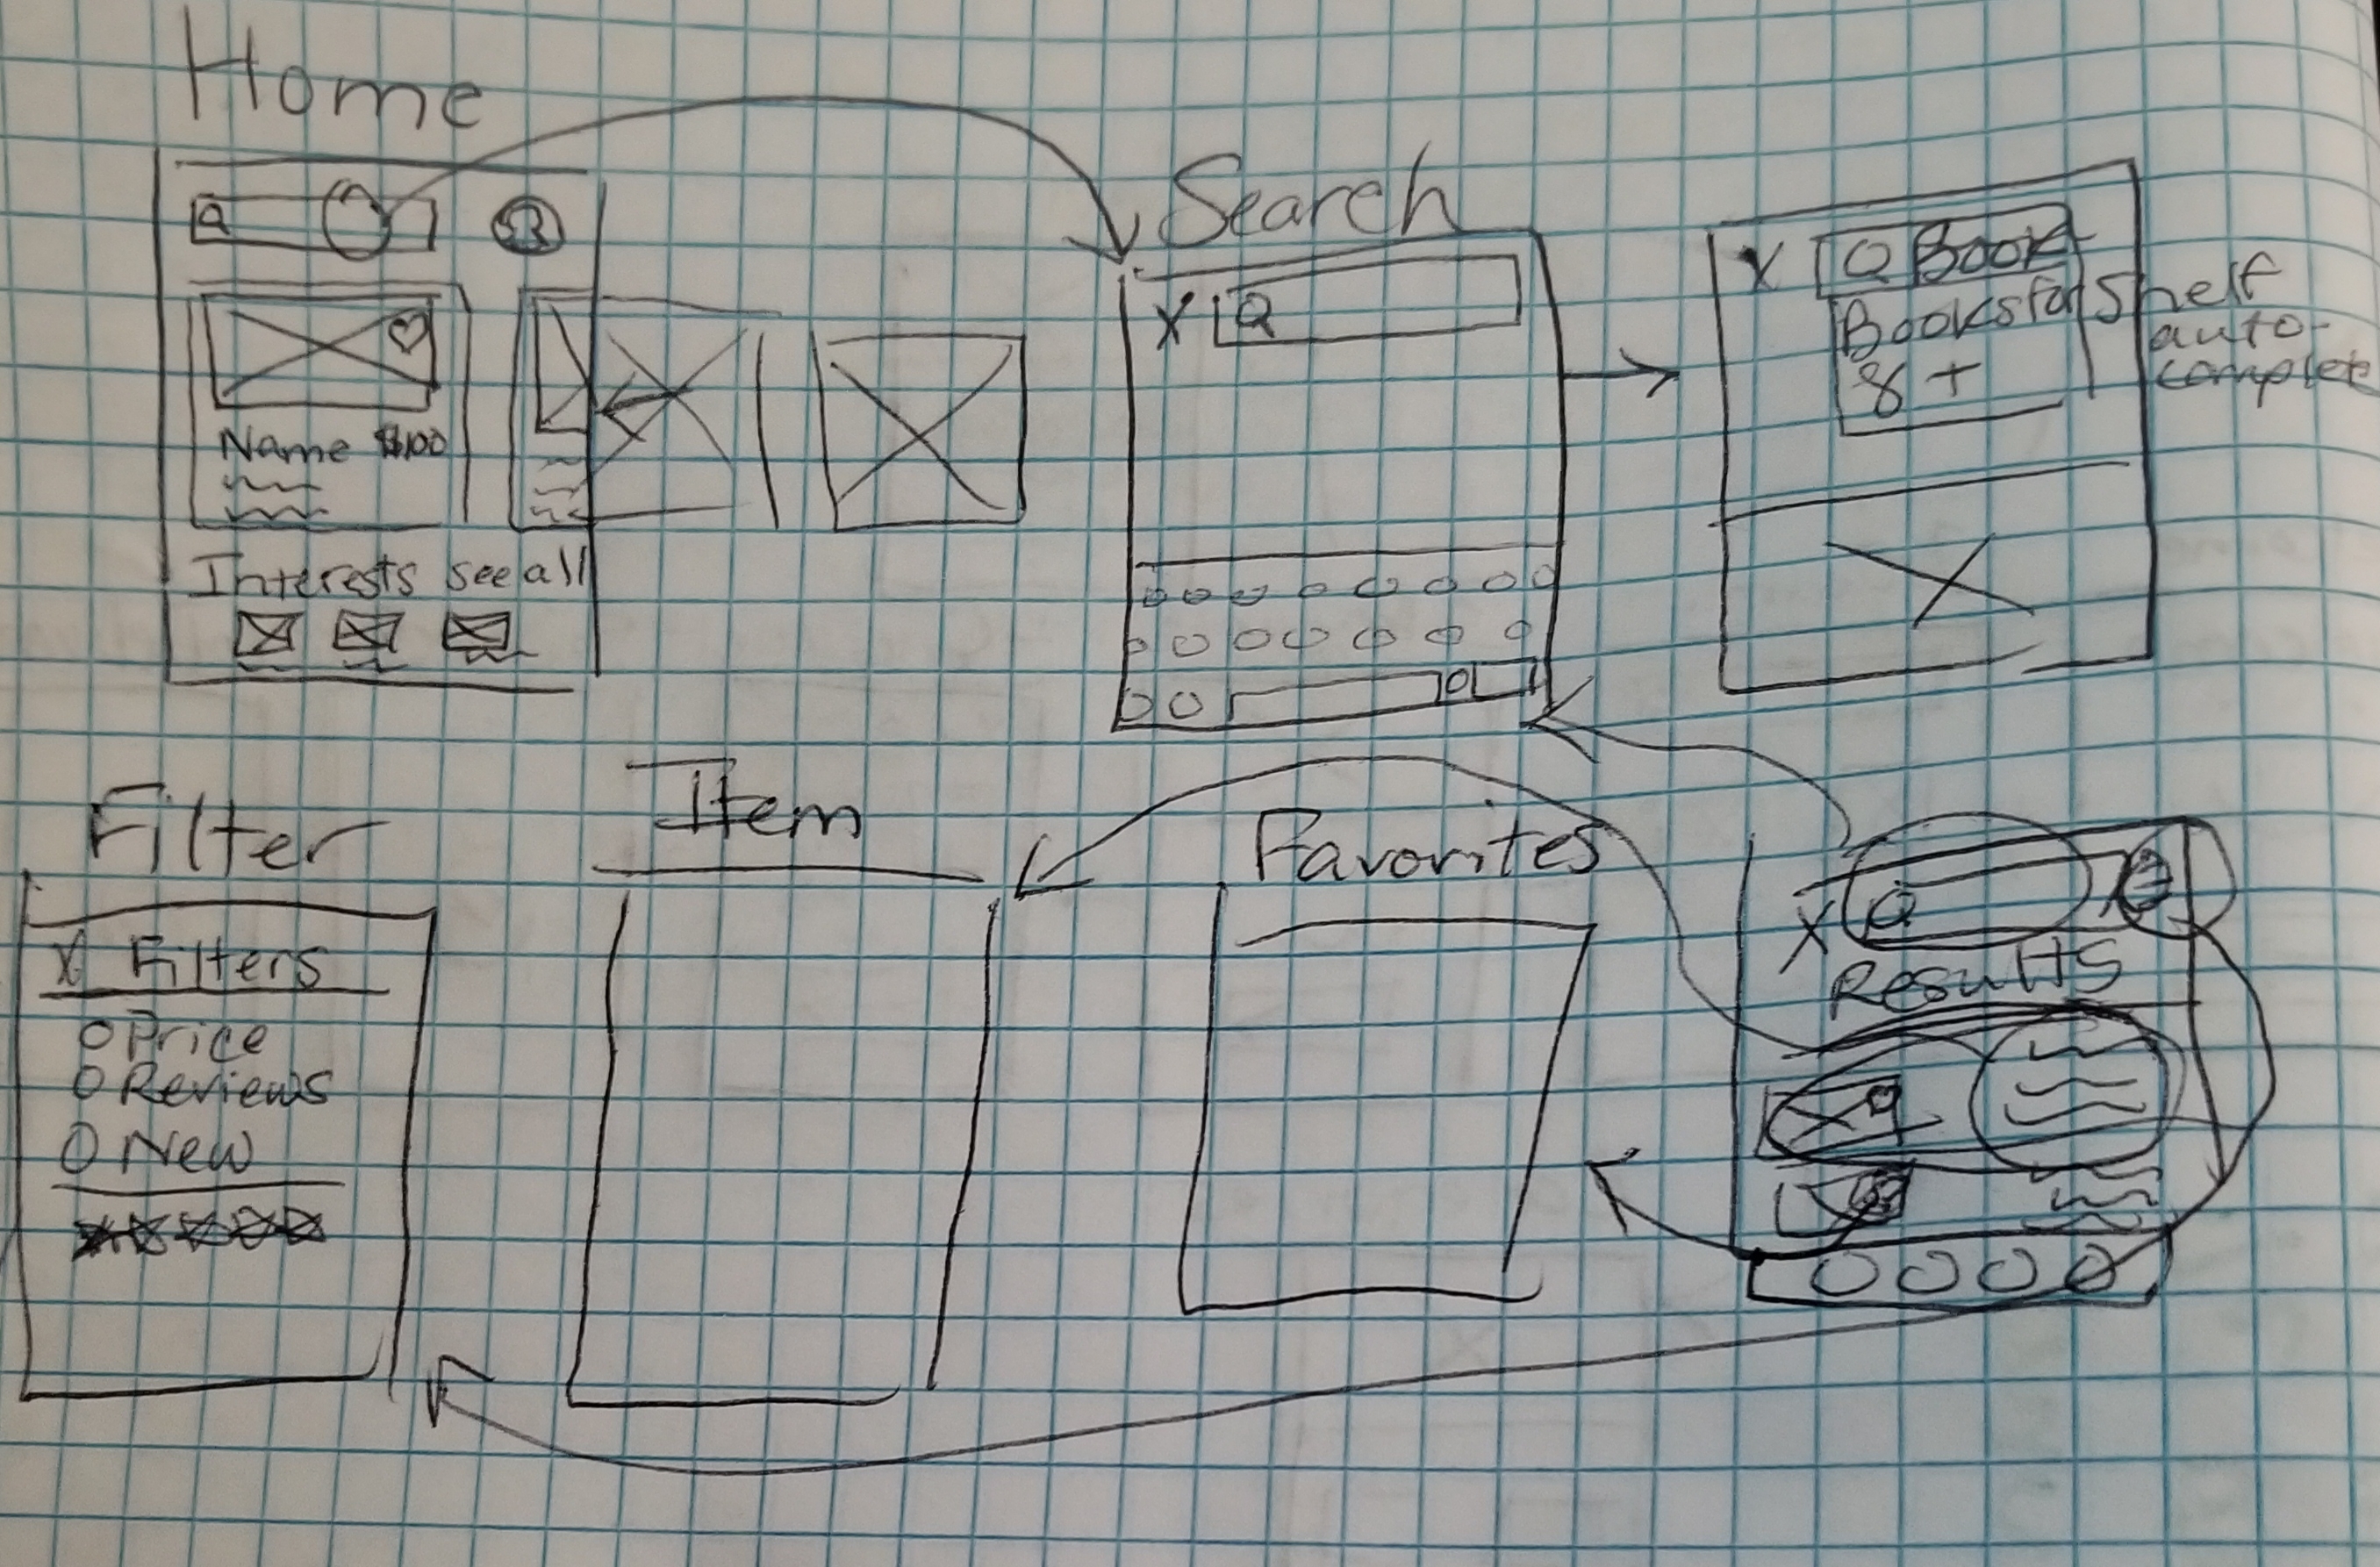 Home
Name $100
Interests see all
Search
Book
Books for Shelf
8+
auto-
complete
Filter
X Filters
Price
Reviews
New
Item
Favorites
X
Results